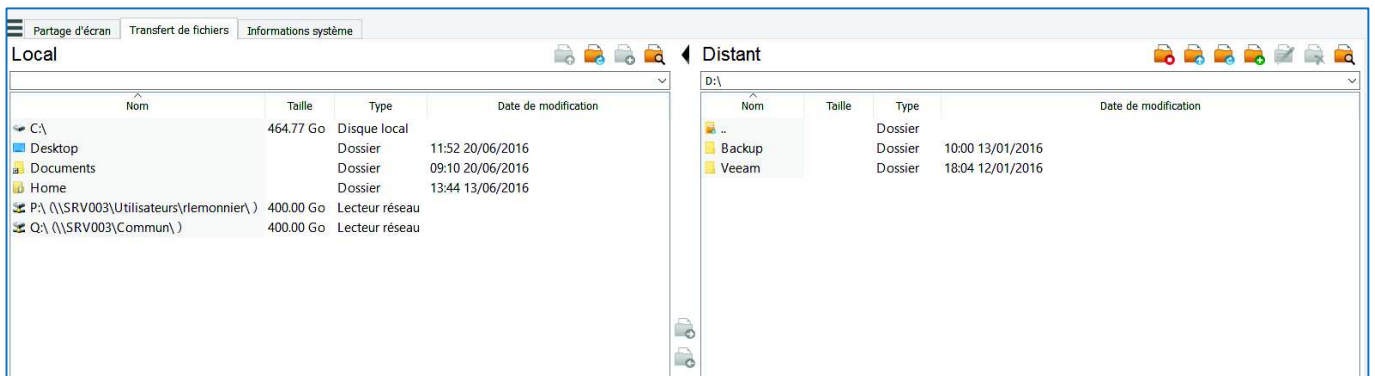 Partage d'écran Transfert de fichiers Informations système
Local
Nom Taille Type Date de modification
C:\ 464.77 Go Disque local
Desktop Dossier 11:52 20/06/2016
Documents Dossier 09:10 20/06/2016
Home Dossier 13:44 13/06/2016
P:\ (\\SRV003\Utilisateurs\rlemonnier\ ) 400.00 Go Lecteur réseau
Q:\ (\\SRV003\Commun\ ) 400.00 Go Lecteur réseau
Distant
D:\
Nom Taille Type Date de modification
.. Dossier
Backup Dossier 10:00 13/01/2016
Veeam Dossier 18:04 12/01/2016